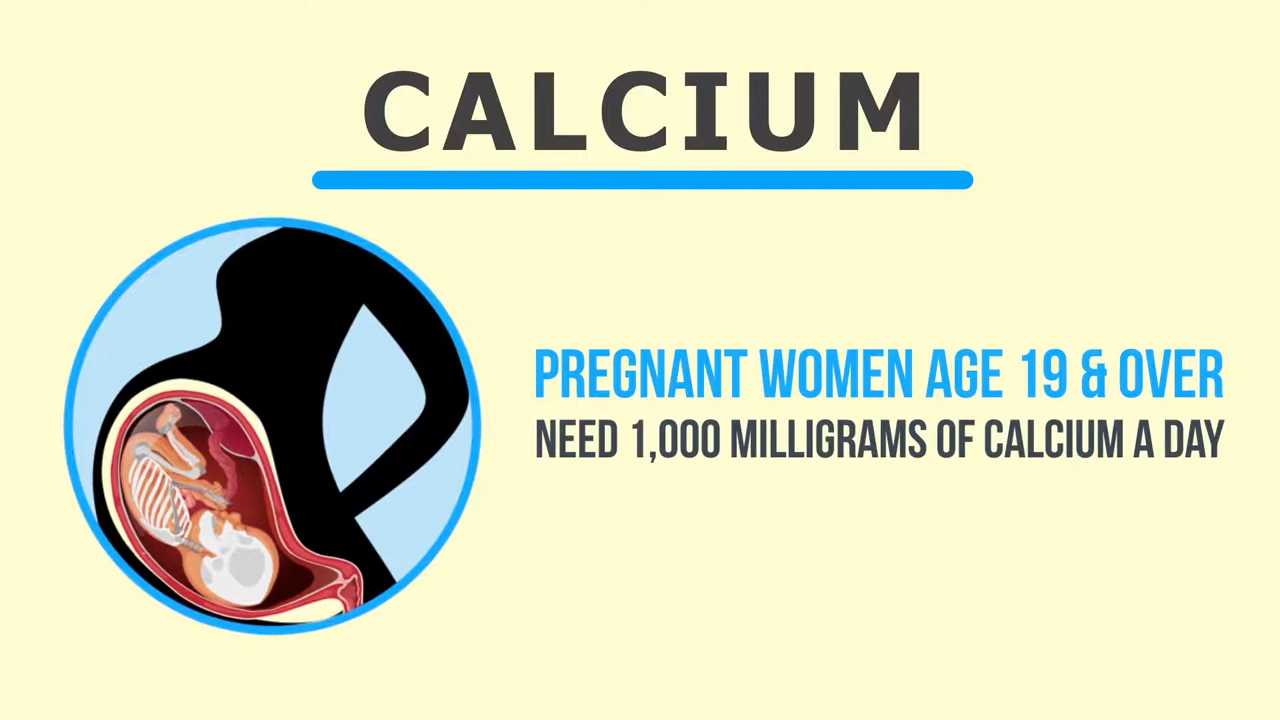 CALCIUM
PREGNANT WOMEN AGE 19 & OVER
NEED 1,000 MILLIGRAMS OF CALCIUM A DAY